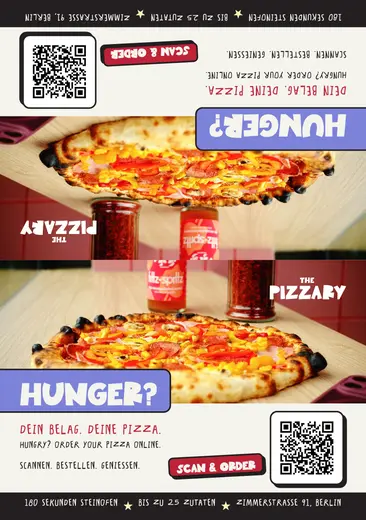 180 SEKUNDEN STEINOFEN ★ BIS ZU 25 ZUTATEN ★ ZIMMERSTRASSE 91, BERLIN
SCAN & ORDER
SCANNEN. BESTELLEN. GENIESSEN.
HUNGRY? ORDER YOUR PIZZA ONLINE.
DEIN BELAG. DEINE PIZZA.
HUNGER?
THE
PIZZARY
spritz-spritz
THE
PIZZARY
HUNGER?
DEIN BELAG. DEINE PIZZA.
HUNGRY? ORDER YOUR PIZZA ONLINE.
SCANNEN. BESTELLEN. GENIESSEN.
SCAN & ORDER
180 SEKUNDEN STEINOFEN ★ BIS ZU 25 ZUTATEN ★ ZIMMERSTRASSE 91, BERLIN